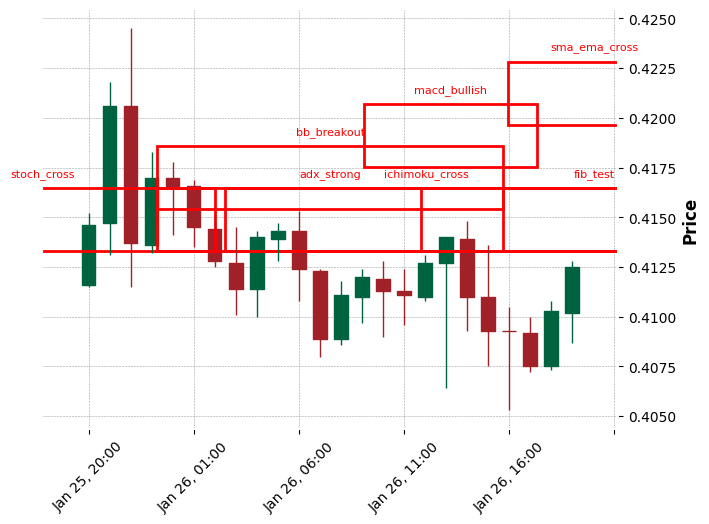 sma_ema_cross
macd_bullish
bb_breakout
stoch_cross
adx_strong
ichimoku_cross
fib_test
0.4250
0.4225
0.4200
0.4175
0.4150
0.4125
0.4100
0.4075
0.4050
Price
Jan 25, 20:00
Jan 26, 01:00
Jan 26, 06:00
Jan 26, 11:00
Jan 26, 16:00